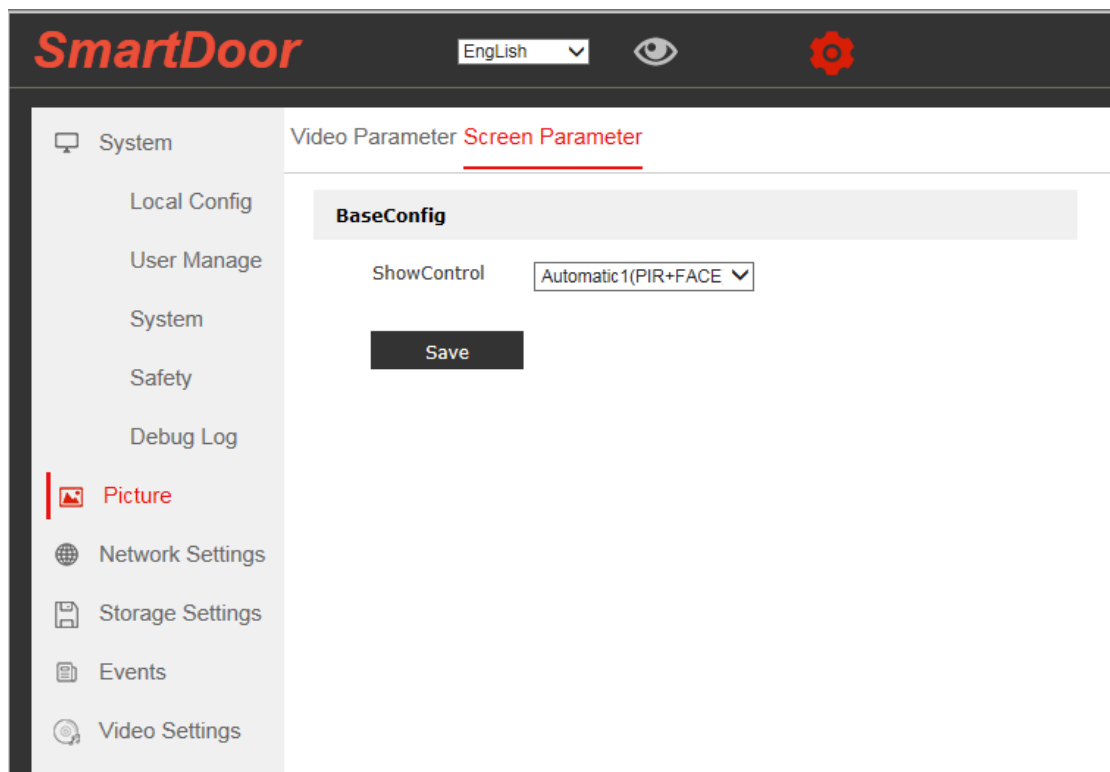 SmartDoor
EngLish
System
Local Config
User Manage
System
Safety
Debug Log
Picture
Network Settings
Storage Settings
Events
Video Settings
Video Parameter Screen Parameter
BaseConfig
ShowControl Automatic1(PIR+FACE
Save